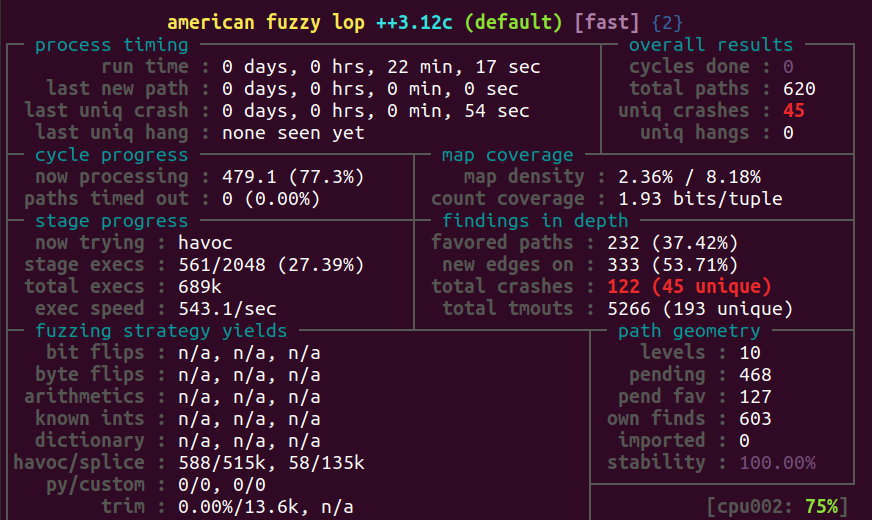 american fuzzy lop ++3.12c (default) [fast] {2}
process timing overall results
run time : 0 days, 0 hrs, 22 min, 17 sec cycles done : 0
last new path : 0 days, 0 hrs, 0 min, 0 sec total paths : 620
last uniq crash : 0 days, 0 hrs, 0 min, 54 sec uniq crashes : 45
last uniq hang : none seen yet uniq hangs : 0
cycle progress map coverage
now processing : 479.1 (77.3%) map density : 2.36% / 8.18%
paths timed out : 0 (0.00%) count coverage : 1.93 bits/tuple
stage progress findings in depth
now trying : havoc favored paths : 232 (37.42%)
stage execs : 561/2048 (27.39%) new edges on : 333 (53.71%)
total execs : 689k total crashes : 122 (45 unique)
exec speed : 543.1/sec total tmouts : 5266 (193 unique)
fuzzing strategy yields path geometry
bit flips : n/a, n/a, n/a levels : 10
byte flips : n/a, n/a, n/a pending : 468
arithmetics : n/a, n/a, n/a pend fav : 127
known ints : n/a, n/a, n/a own finds : 603
dictionary : n/a, n/a, n/a imported : 0
havoc/splice : 588/515k, 58/135k stability : 100.00%
py/custom : 0/0, 0/0
trim : 0.00%/13.6k, n/a [cpu002: 75%]